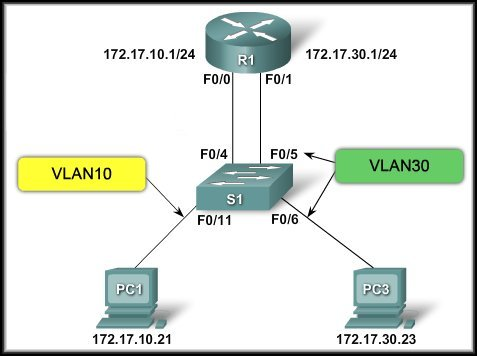 172.17.10.1/24
R1
172.17.30.1/24
F0/0
F0/1
F0/4
F0/5
VLAN10
VLAN30
S1
F0/11
F0/6
PC1
PC3
172.17.10.21
172.17.30.23